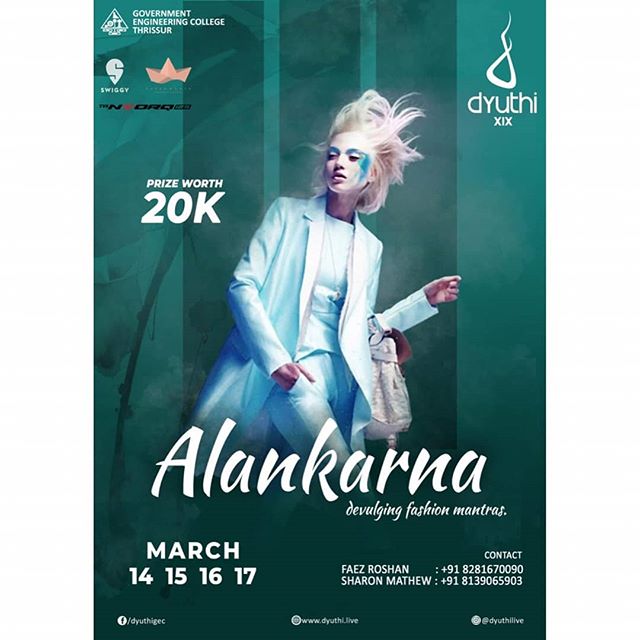 GOVERNMENT
ENGINEERING COLLEGE
THRISSUR
SWIGGY
dyuthi
XIX
PRIZE WORTH
20K
Alankarna
devulging fashion mantras.
MARCH
14 15 16 17
CONTACT
FAEZ ROSHAN : +91 8281670090
SHARON MATHEW : +91 8139065903
/dyuthigec
www.dyuthi.live
@dyuthilive